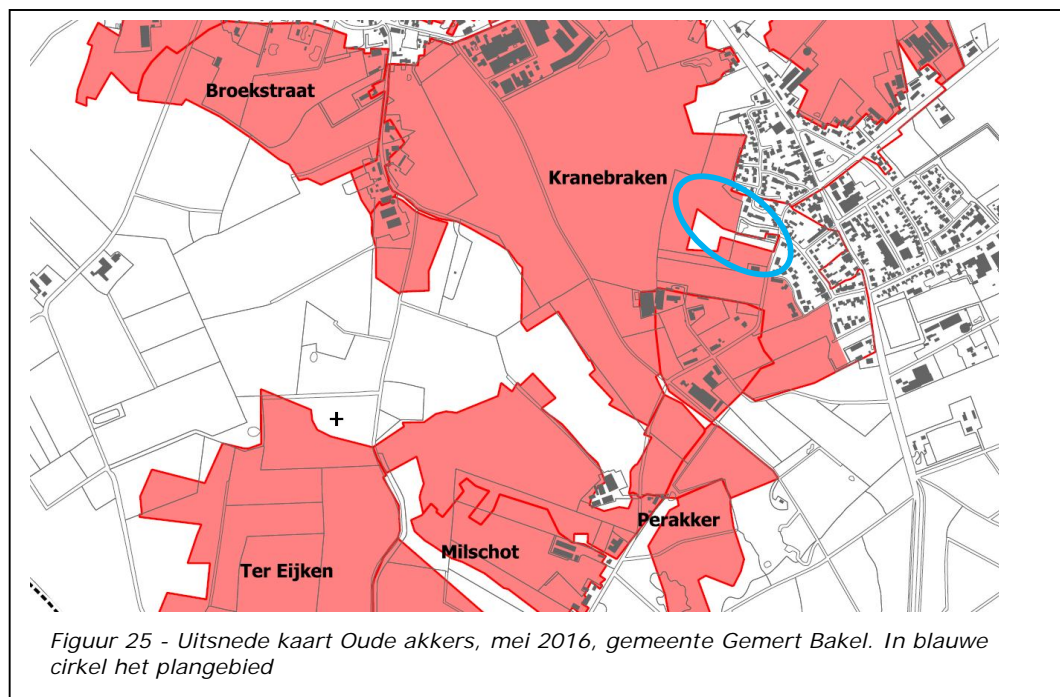 Broekstraat
Kranebraken
Perakker
Milschot
Ter Eijken
Figuur 25 - Uitsnede kaart Oude akkers, mei 2016, gemeente Gemert Bakel. In blauwe
cirkel het plangebied